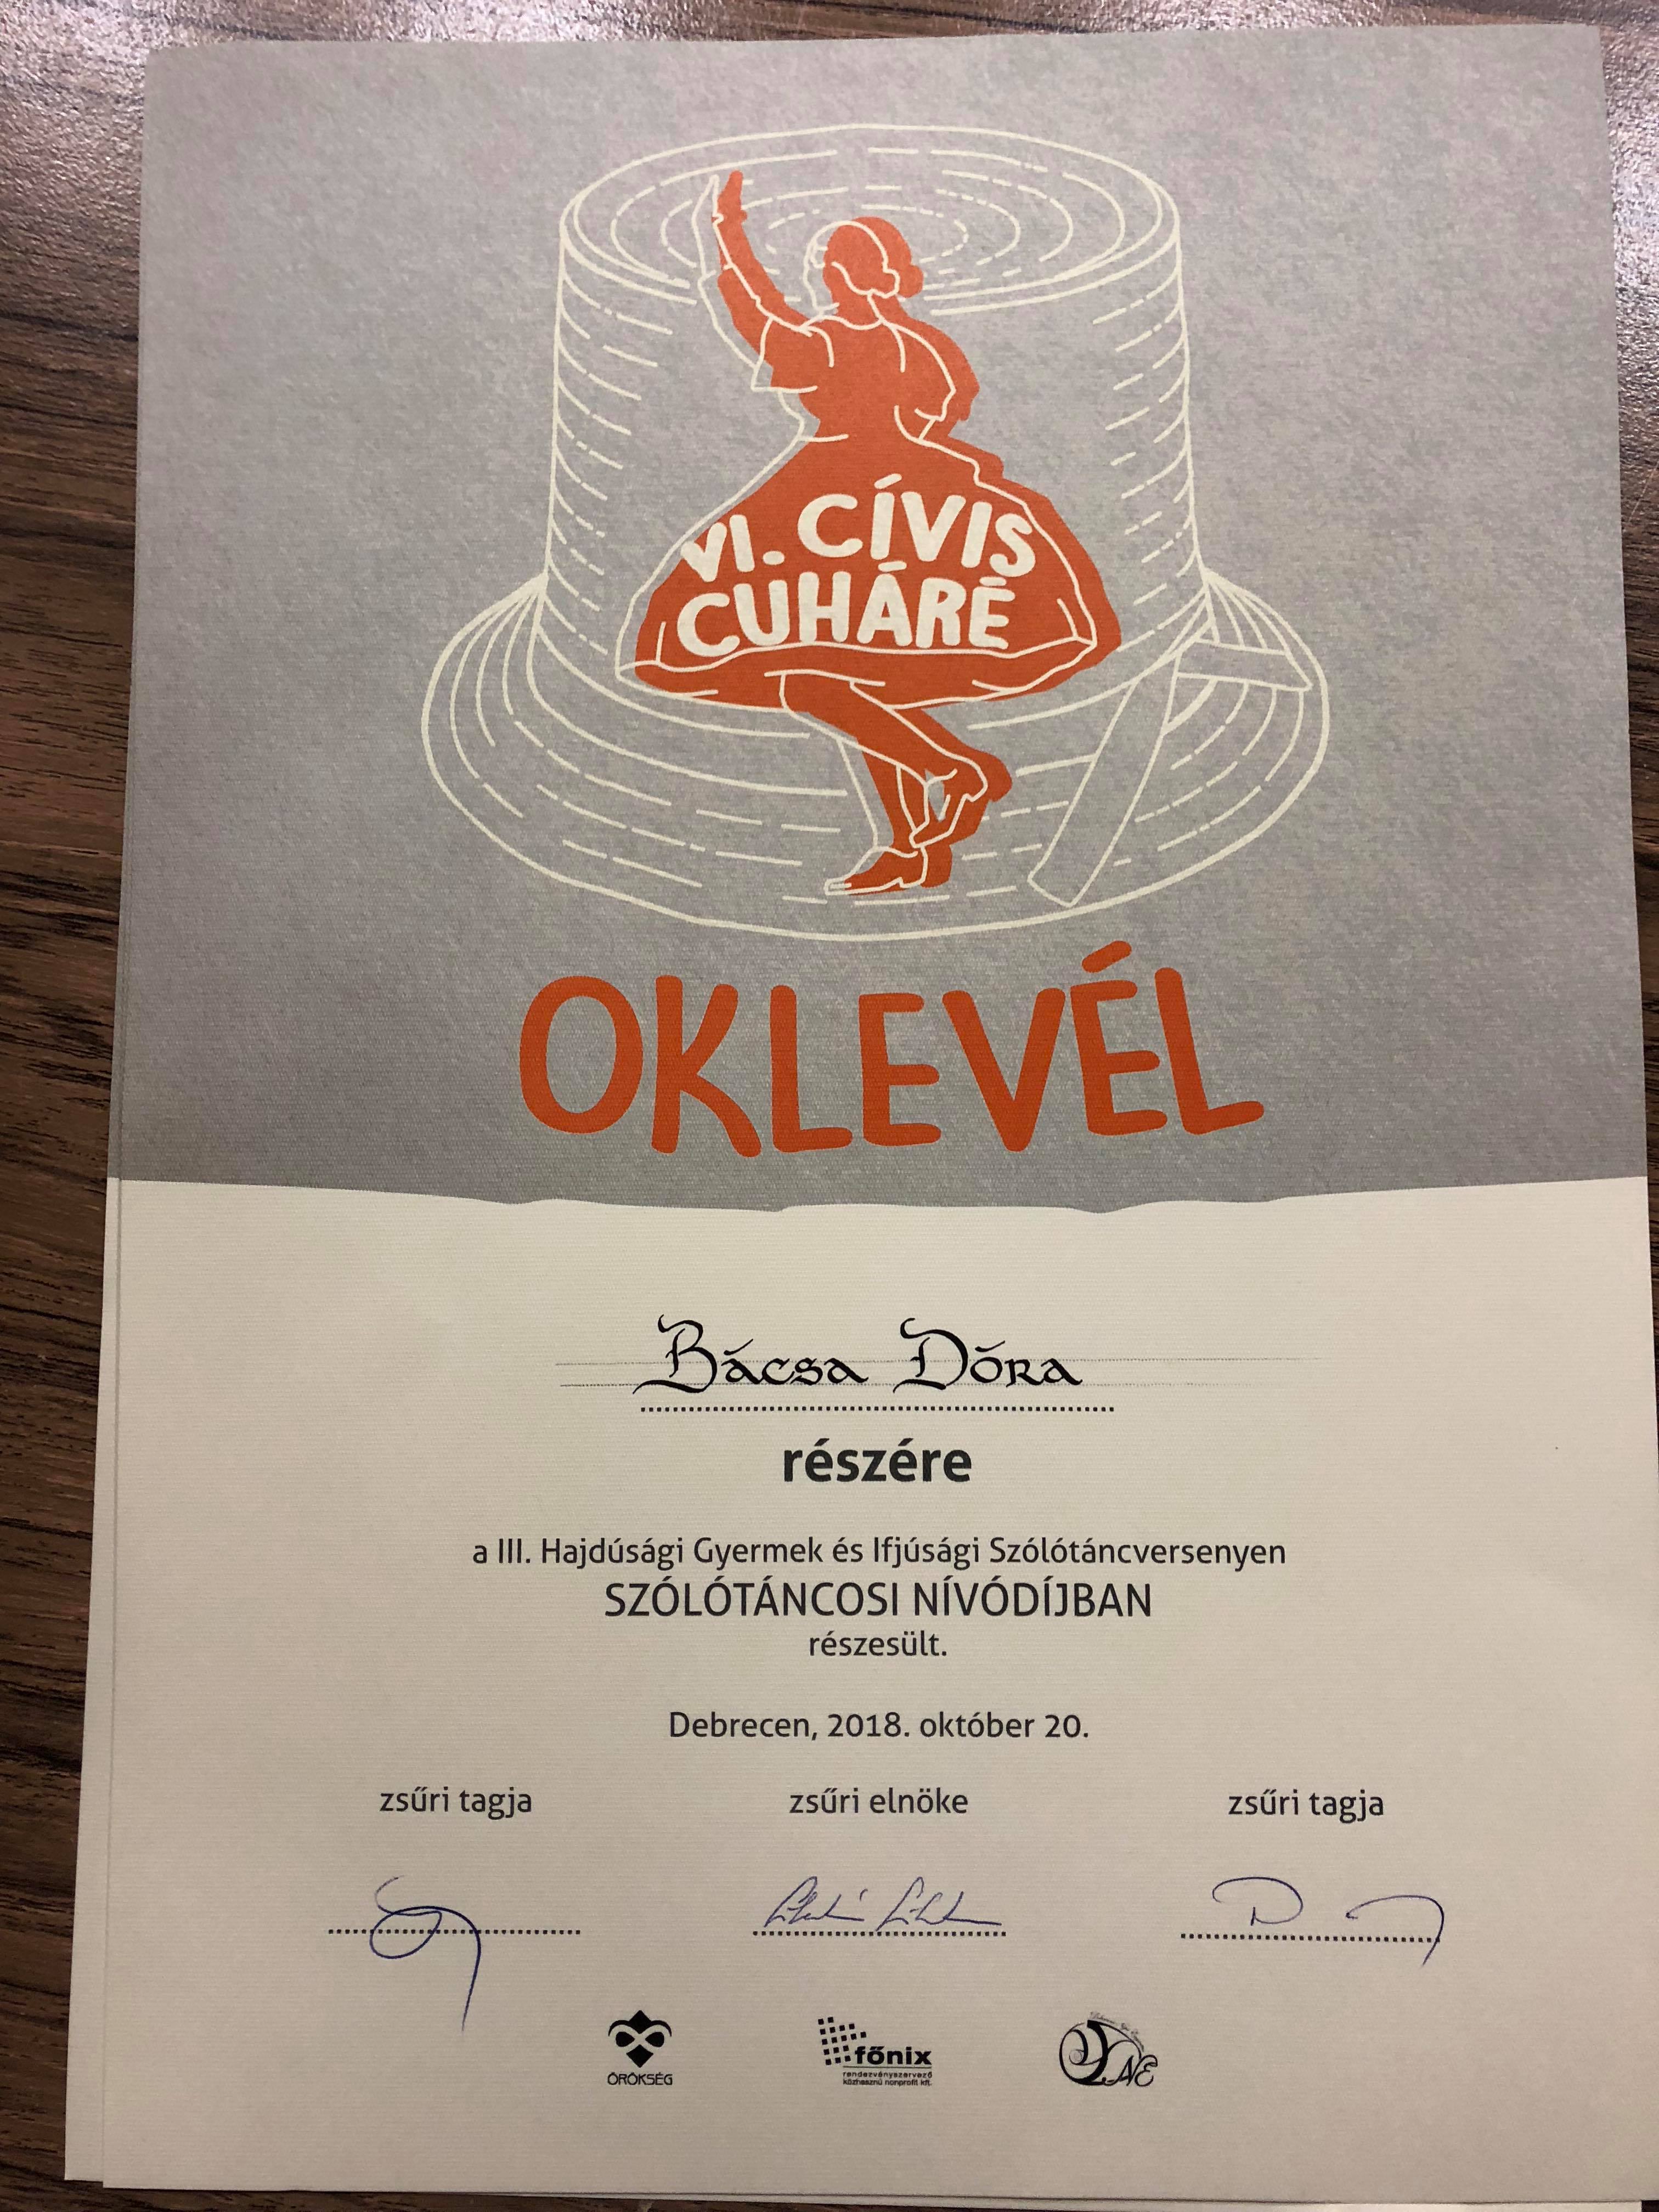 VI. CÍVIS
CUHÁRÉ
OKLEVÉL
Bácsa Dóra
részére
a III. Hajdúsági Gyermek és Ifjúsági Szólótáncversenyen
SZÓLÓTÁNCOSI NÍVÓDÍJBAN
részesült.
Debrecen, 2018. október 20.
zsűri tagja zsűri elnöke zsűri tagja
ÖRÖKSÉG
főnix
rendezvényszervező
közhasznú nonprofit kft.